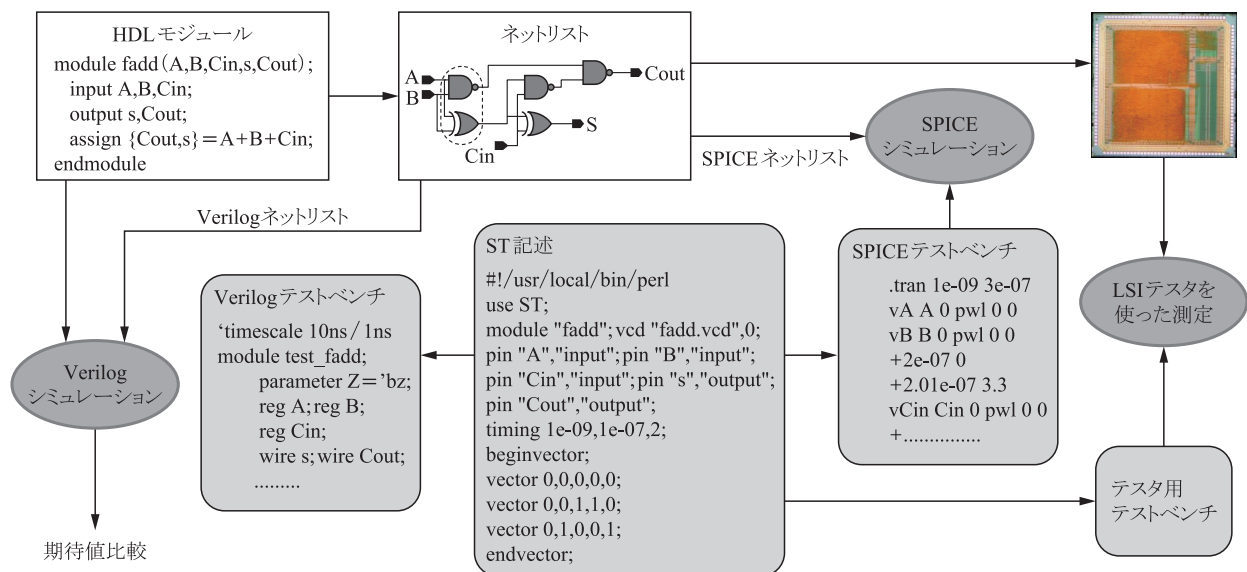 HDLモジュール
module fadd(A,B,Cin,s,Cout);
input A,B,Cin;
output s,Cout;
assign {Cout,s}=A+B+Cin;
endmodule
ネットリスト
A
B
Cin
Cout
S
SPICEネットリスト
SPICE
シミュレーション
Verilogネットリスト
Verilogテストベンチ
‘timescale 10ns/1ns
module test_fadd;
parameter Z=’bz;
reg A;reg B;
reg Cin;
wire s;wire Cout;
.........
ST記述
#!/usr/local/bin/perl
use ST;
module "fadd";vcd "fadd.vcd",0;
pin "A","input";pin "B","input";
pin "Cin","input";pin "s","output";
pin "Cout","output";
timing 1e-09,1e-07,2;
beginvector;
vector 0,0,0,0,0;
vector 0,0,1,1,0;
vector 0,1,0,0,1;
endvector;
SPICEテストベンチ
.tran 1e-09 3e-07
vA A 0 pwl 0 0
vB B 0 pwl 0 0
+2e-07 0
+2.01e-07 3.3
vCin Cin 0 pwl 0 0
+...............
LSIテスタを
使った測定
Verilog
シミュレーション
テスタ用
テストベンチ
期待値比較